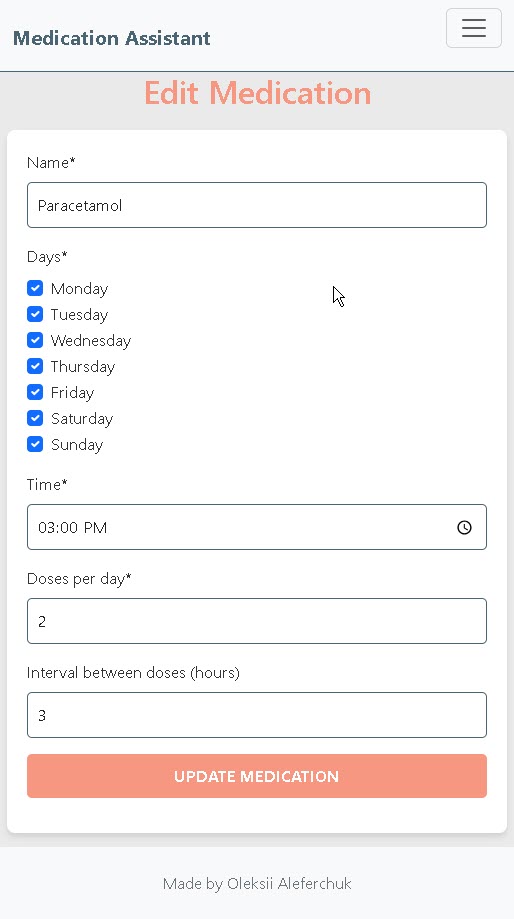 Medication Assistant
Edit Medication
Name*
Paracetamol
Days*
Monday
Tuesday
Wednesday
Thursday
Friday
Saturday
Sunday
Time*
03:00 PM
Doses per day*
2
Interval between doses (hours)
3
UPDATE MEDICATION
Made by Oleksii Aleferchuk